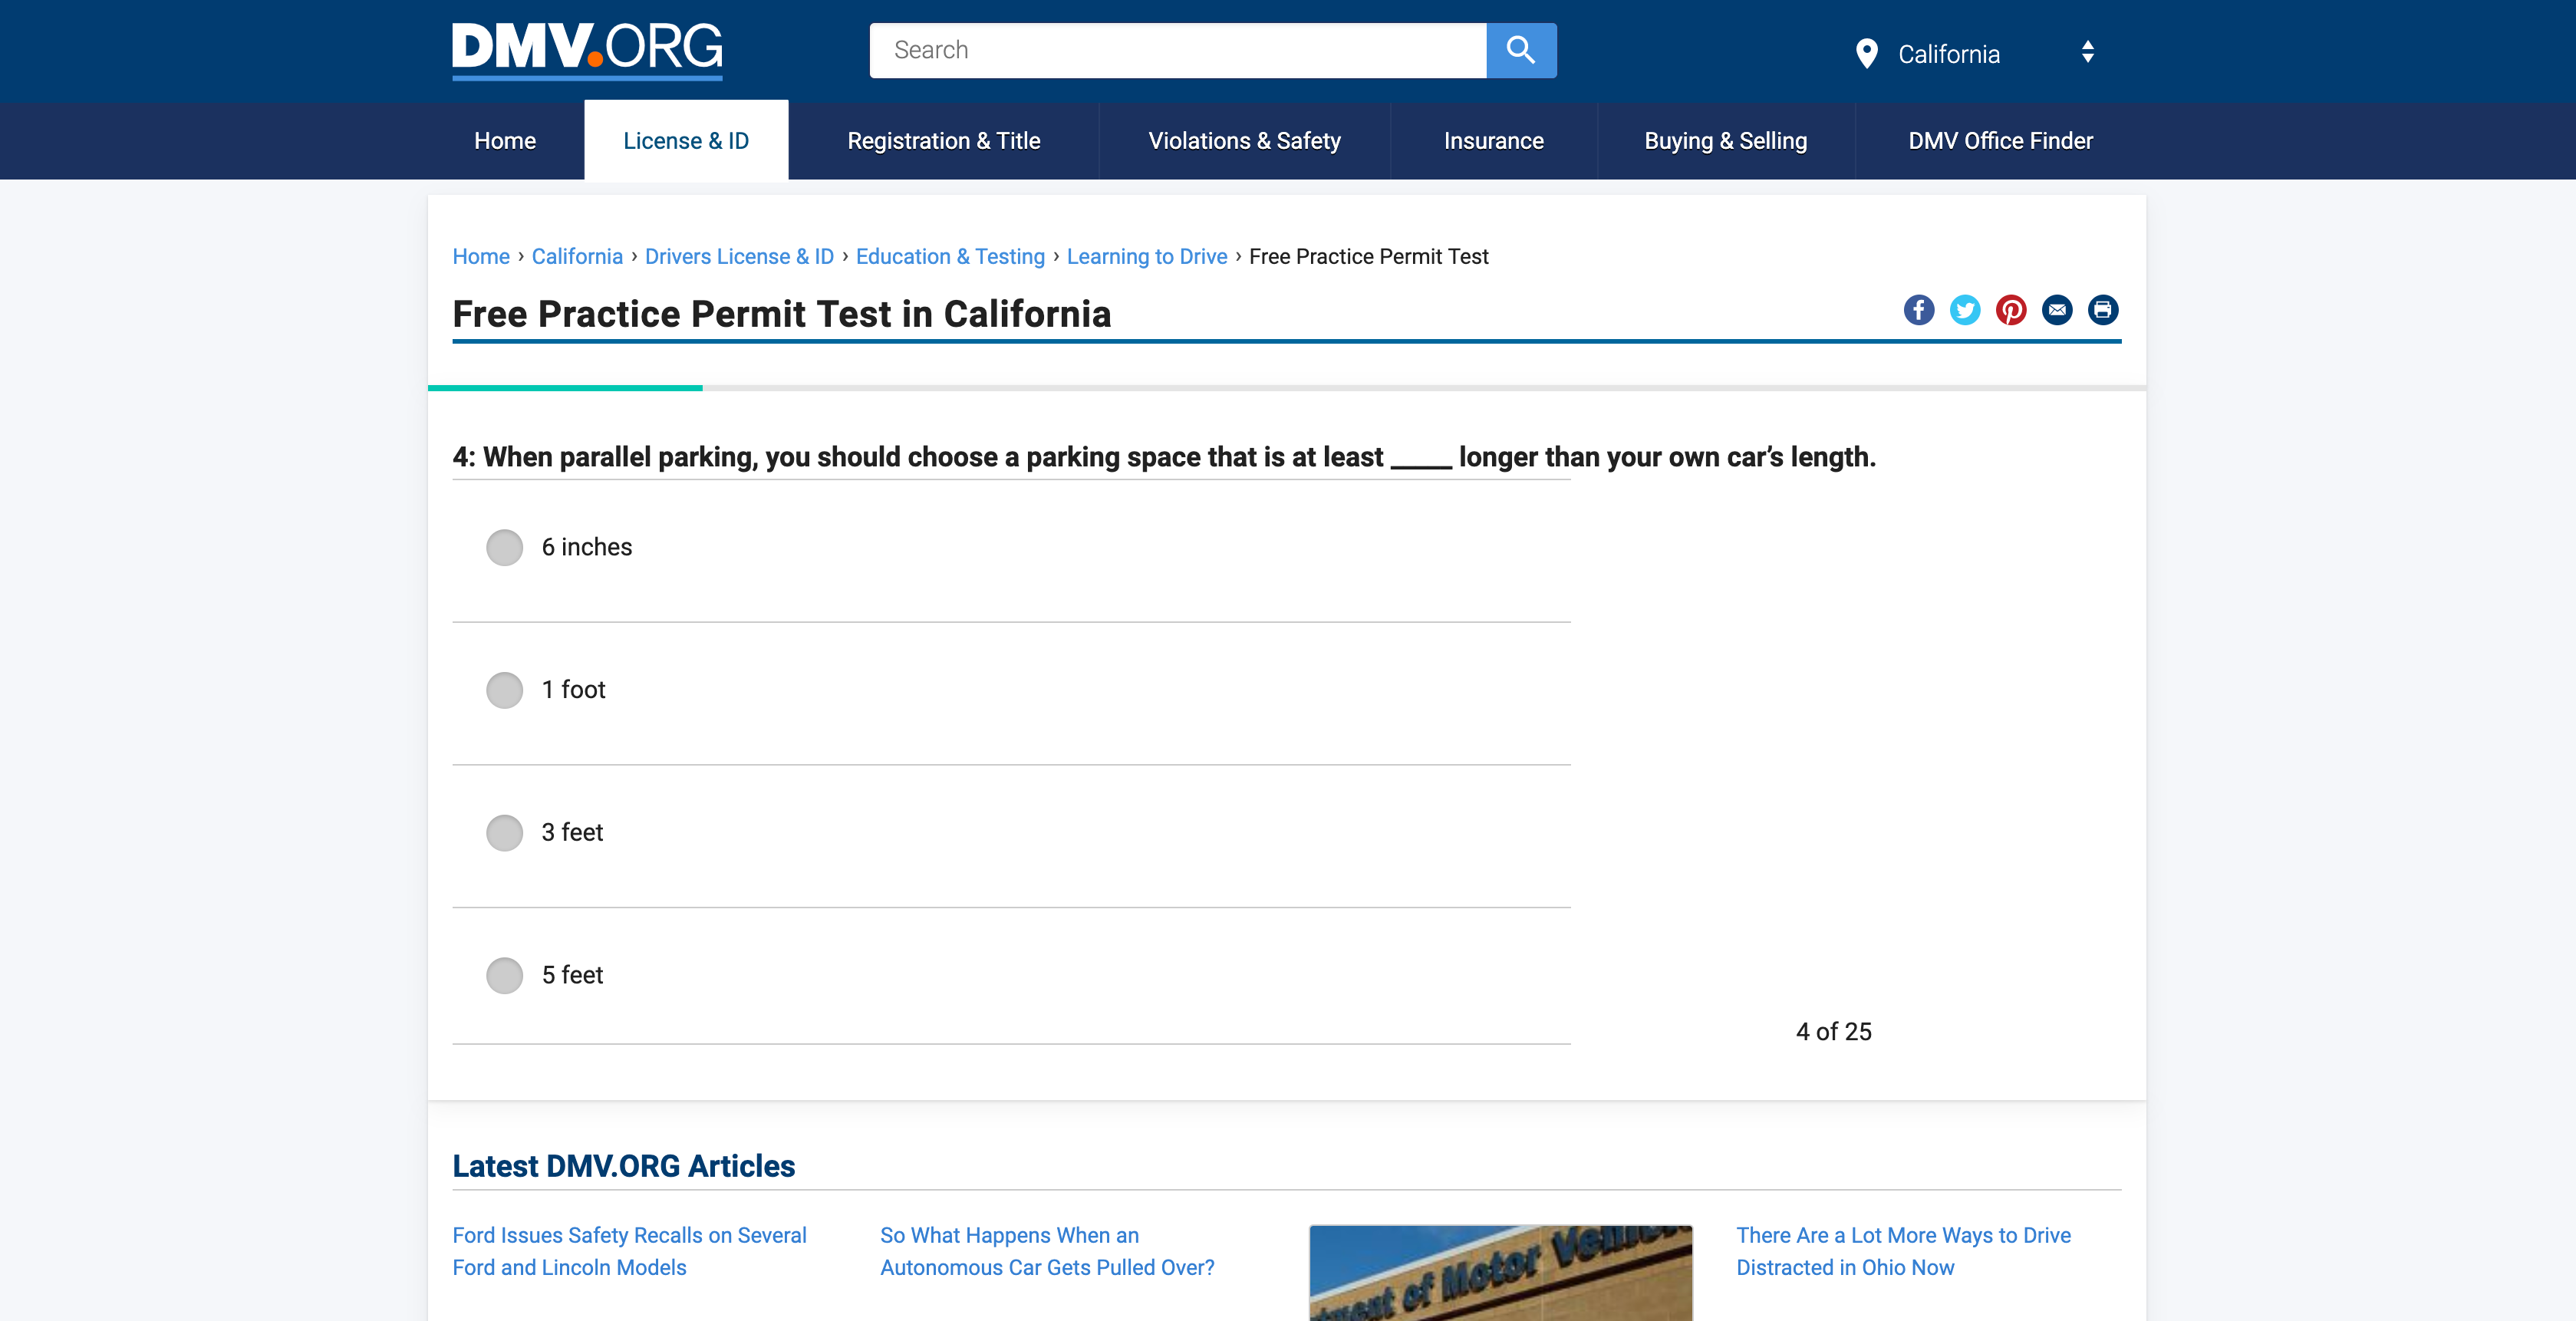 DMV.ORG
Search
California
Home
License & ID
Registration & Title
Violations & Safety
Insurance
Buying & Selling
DMV Office Finder
Home › California › Drivers License & ID › Education & Testing › Learning to Drive › Free Practice Permit Test
Free Practice Permit Test in California
4: When parallel parking, you should choose a parking space that is at least _____ longer than your own car’s length.
6 inches
1 foot
3 feet
5 feet
4 of 25
Latest DMV.ORG Articles
Ford Issues Safety Recalls on Several
Ford and Lincoln Models
So What Happens When an
Autonomous Car Gets Pulled Over?
of Motor
There Are a Lot More Ways to Drive
Distracted in Ohio Now